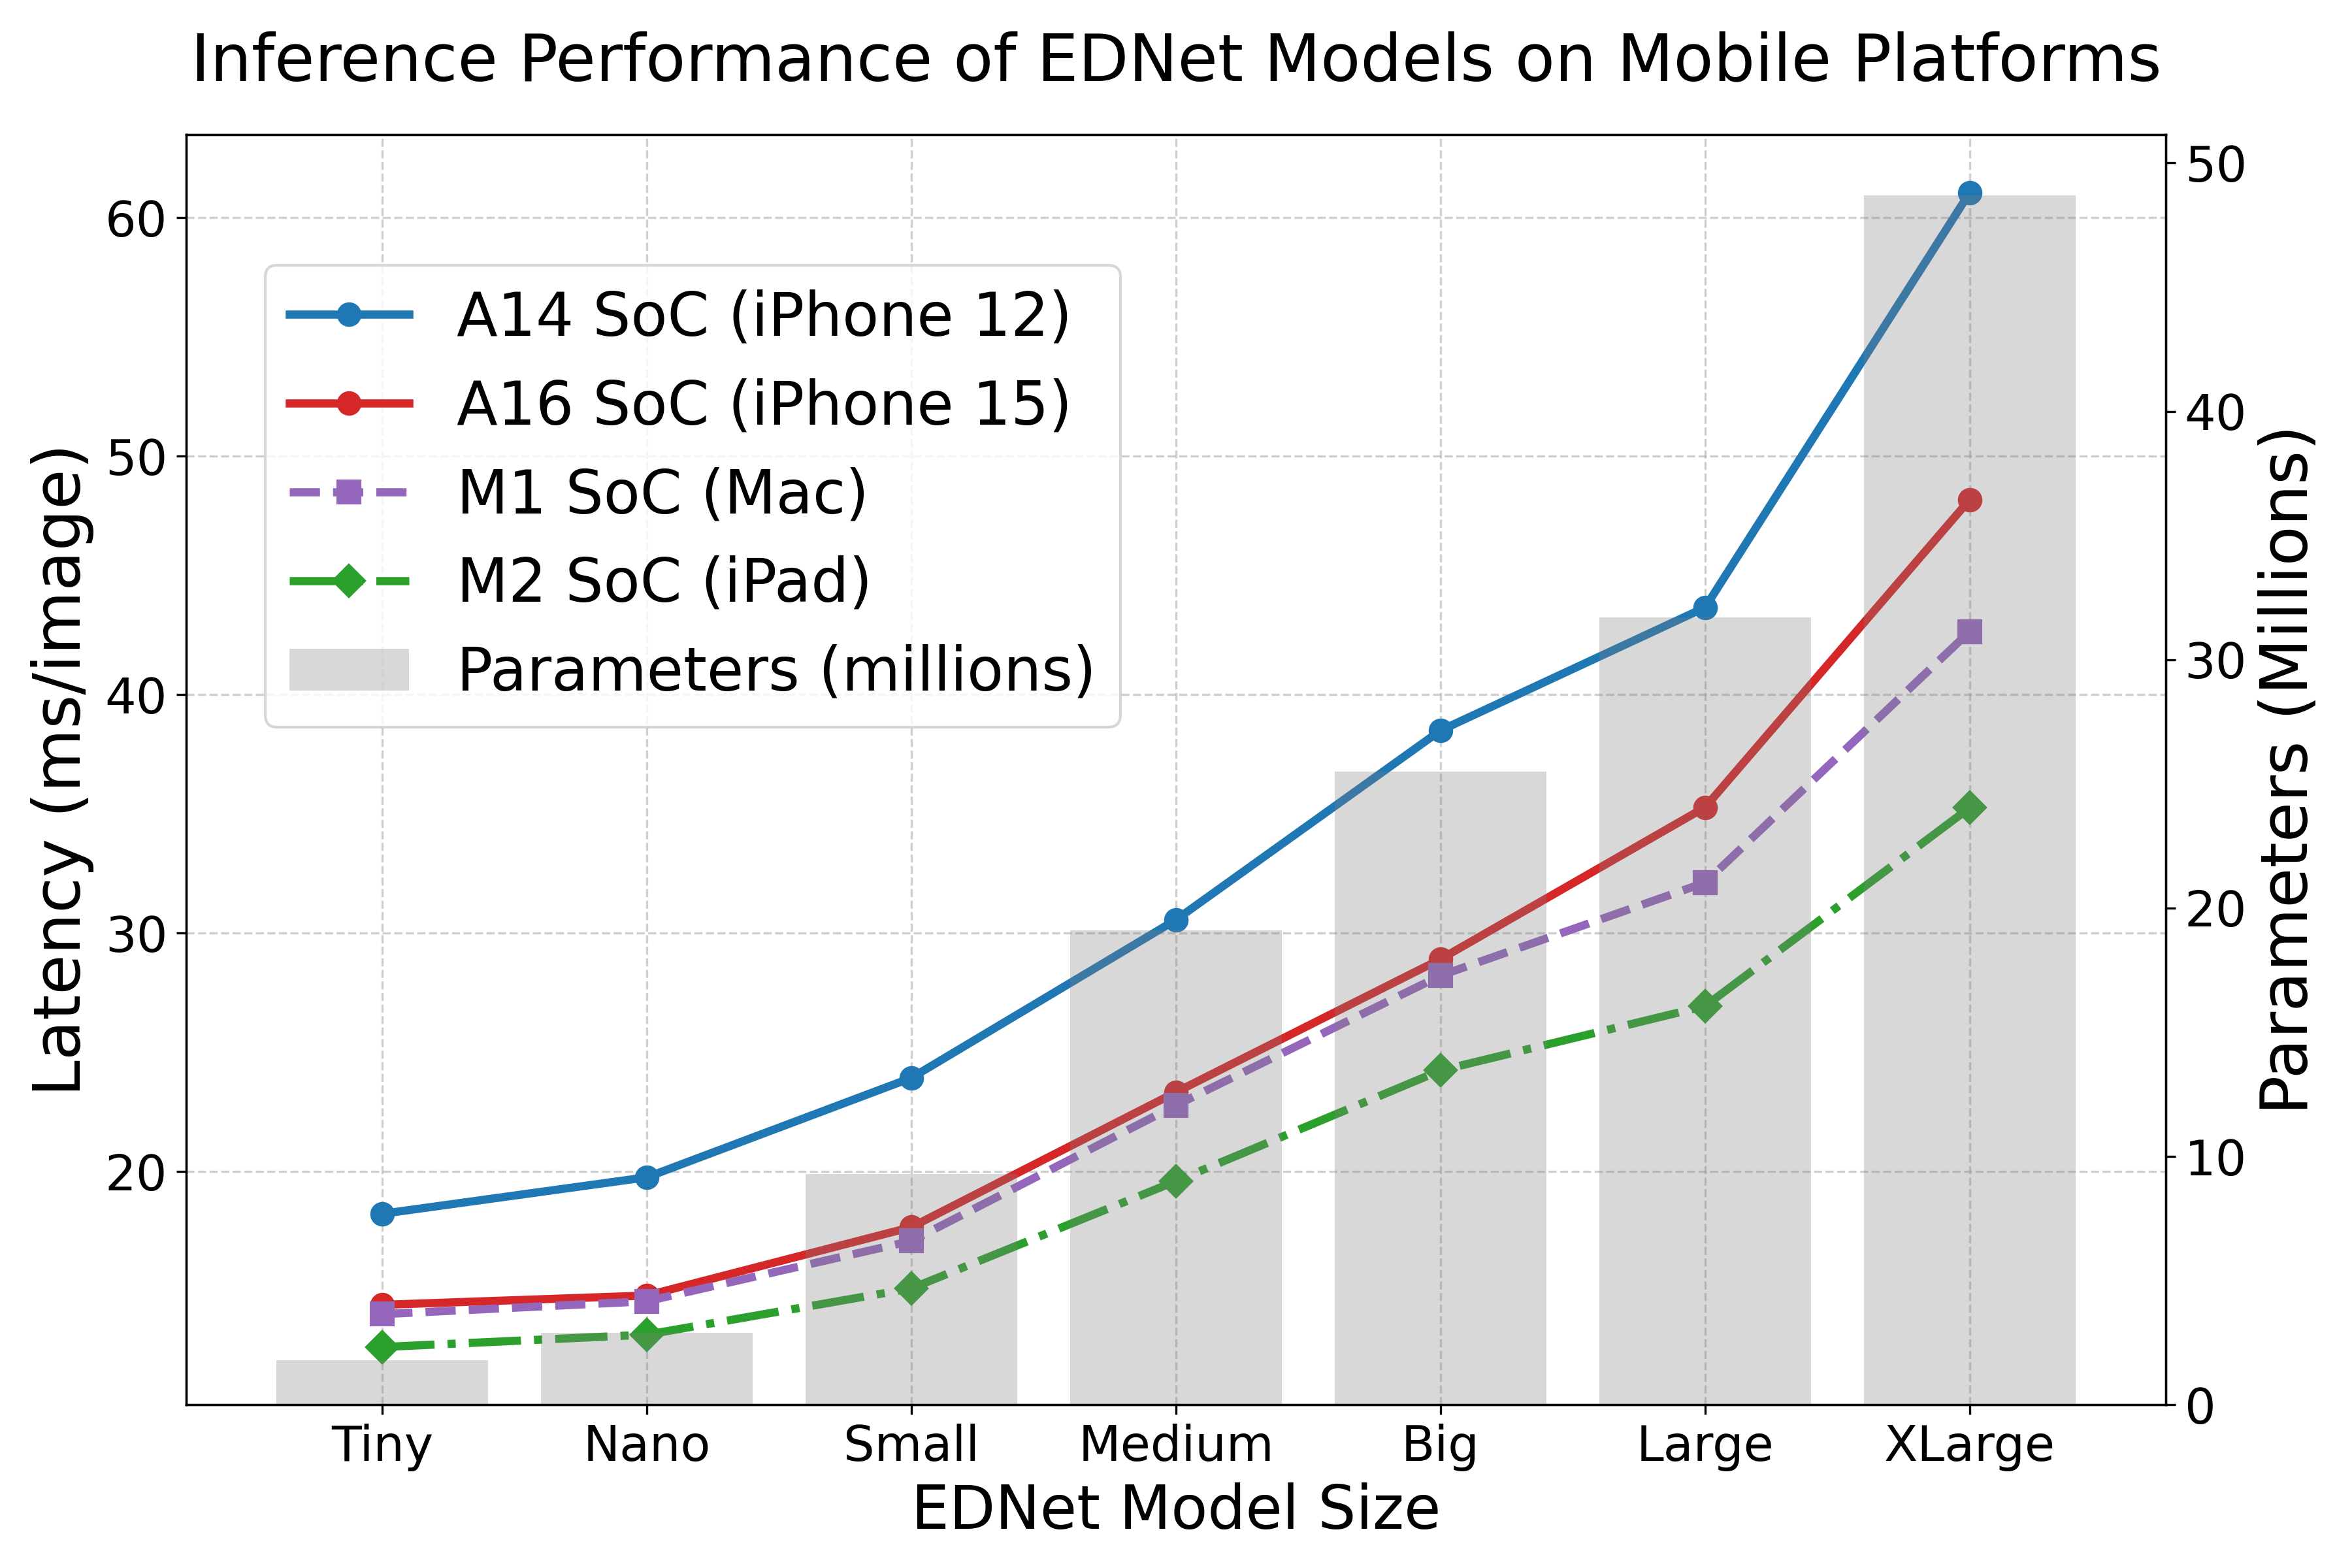 Inference Performance of EDNet Models on Mobile Platforms
A14 SoC (iPhone 12)
A16 SoC (iPhone 15)
M1 SoC (Mac)
M2 SoC (iPad)
Parameters (millions)
Latency (ms/image)
60
50
40
30
20
Parameters (Millions)
50
40
30
20
10
0
Tiny Nano Small Medium Big Large XLarge
EDNet Model Size